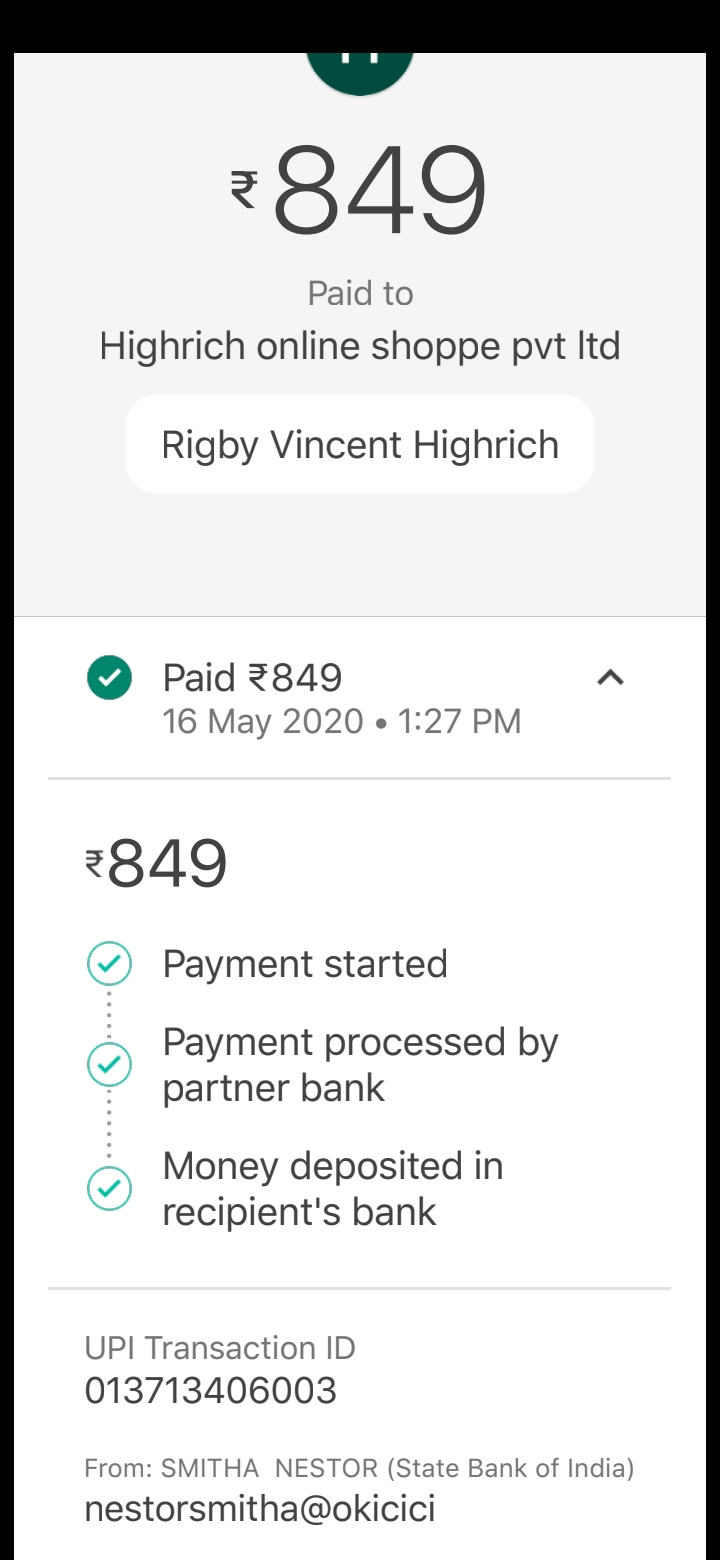 ₹849
Paid to
Highrich online shoppe pvt ltd
Rigby Vincent Highrich
Paid ₹849
16 May 2020 • 1:27 PM
₹849
Payment started
Payment processed by
partner bank
Money deposited in
recipient's bank
UPI Transaction ID
013713406003
From: SMITHA  NESTOR (State Bank of India)
nestorsmitha@okicici